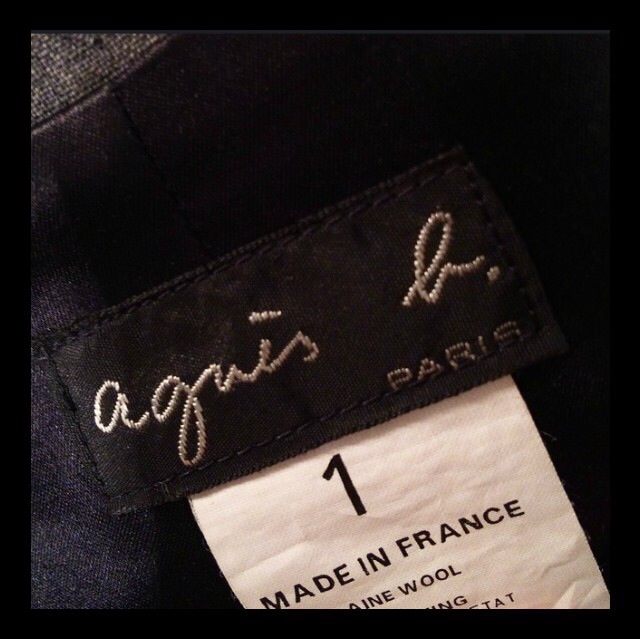 agnès b.
PARIS
1
MADE IN FRANCE
AINE WOOL